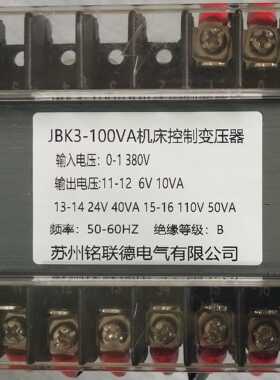 JBK3-100VA机床控制变压器
输入电压：0-1 380V
输出电压:11-12 6V 10VA
13-14 24V 40VA 15-16 110V 50VA
频率：50-60HZ 绝缘等级：B
苏州铭联德电气有限公司